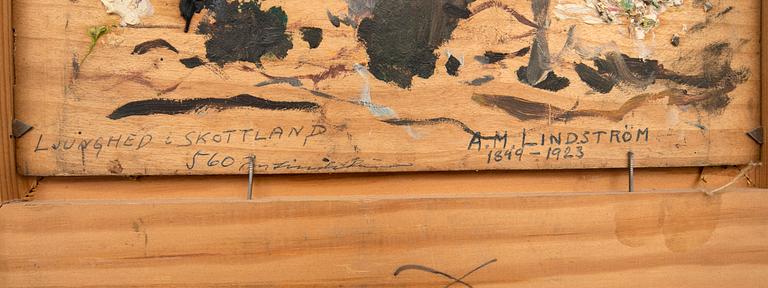 LJUNGHED i SKOTTLAND
560
A.M. LINDSTRÖM
1849-1923